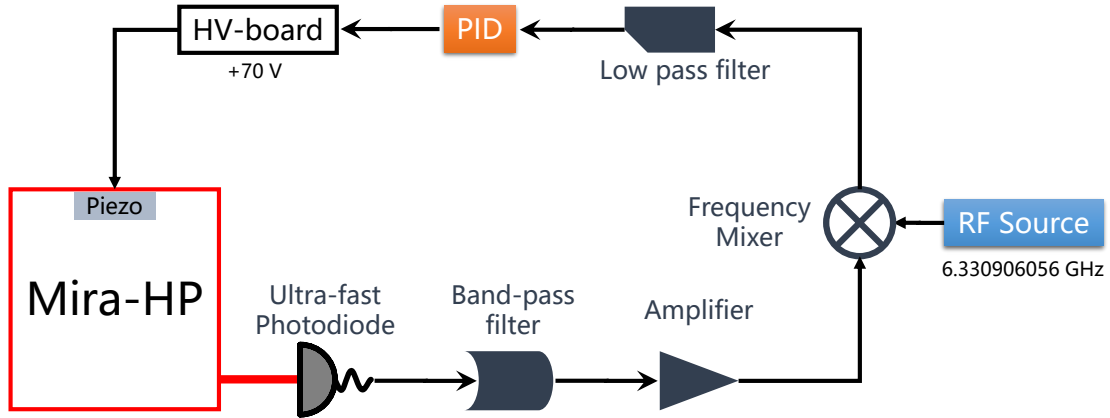 HV-board
+70 V
PID
Low pass filter
Piezo
Mira-HP
Ultra-fast
Photodiode
Band-pass
filter
Amplifier
Frequency
Mixer
RF Source
6.330906056 GHz